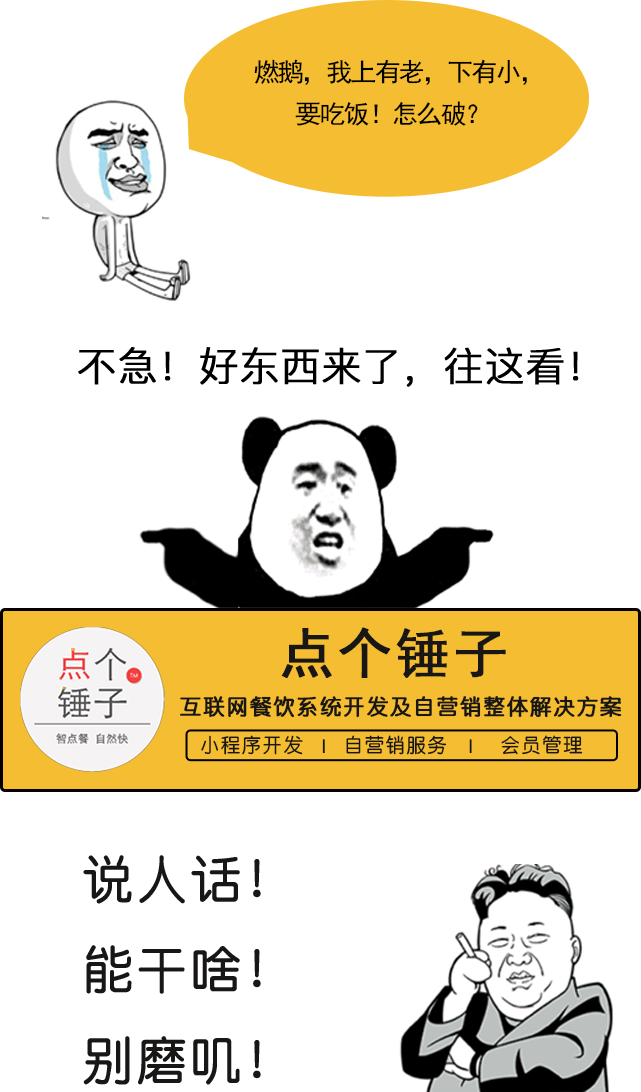 燃鹅，我上有老，下有小，
要吃饭！怎么破？
不急！好东西来了，往这看！
点个
锤子
TM
智点餐 自然快
点个锤子
互联网餐饮系统开发及自营销整体解决方案
小程序开发 | 自营销服务 | 会员管理
说人话！
能干啥！
别磨叽！